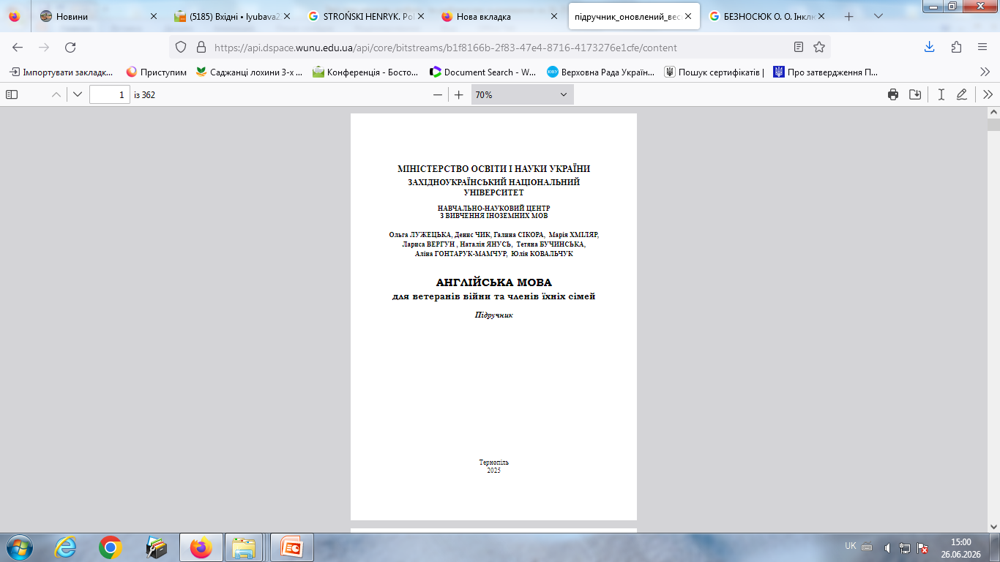 Новини
(5185) Вхідні • lyubava2
STROŃSKI HENRYK. Pol
Нова вкладка
підручник_оновлений_вес
БЕЗНОСЮК О. О. Інклю
https://api.dspace.wunu.edu.ua/api/core/bitstreams/b1f8166b-2f83-47e4-8716-4173276e1cfe/content
Імпортувати закладк...
Приступим
Саджанці лохини 3-х ...
Конференція - Босто...
Document Search - W...
Верховна Рада Україн...
Пошук сертифікатів |
Про затвердження П...
1 із 362
70%
МІНІСТЕРСТВО ОСВІТИ І НАУКИ УКРАЇНИ
ЗАХІДНОУКРАЇНСЬКИЙ НАЦІОНАЛЬНИЙ
УНІВЕРСИТЕТ
НАВЧАЛЬНО-НАУКОВИЙ ЦЕНТР
З ВИВЧЕННЯ ІНОЗЕМНИХ МОВ
Ольга ЛУЖЕЦЬКА, Денис ЧИК, Галина СІКОРА, Марія ХМІЛЯР,
Лариса ВЕРГУН , Наталія ЯНУСЬ, Тетяна БУЧИНСЬКА,
Аліна ГОНТАРУК-МАМЧУР, Юлія КОВАЛЬЧУК
АНГЛІЙСЬКА МОВА
для ветеранів війни та членів їхніх сімей
Підручник
Тернопіль
2025
UK
15:00
26.06.2026